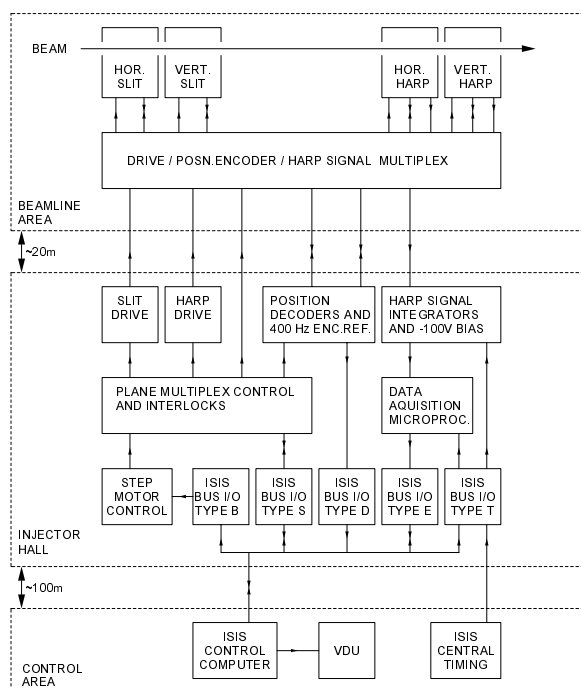 BEAM
HOR.
SLIT
VERT.
SLIT
HOR.
HARP
VERT.
HARP
DRIVE / POSN.ENCODER / HARP SIGNAL MULTIPLEX
BEAMLINE
AREA
~20m
SLIT
DRIVE
HARP
DRIVE
POSITION
DECODERS AND
400 Hz ENC.REF.
HARP SIGNAL
INTEGRATORS
AND -100V BIAS
PLANE MULTIPLEX CONTROL
AND INTERLOCKS
DATA
AQUISITION
MICROPROC.
STEP
MOTOR
CONTROL
ISIS
BUS I/O
TYPE B
ISIS
BUS I/O
TYPE S
ISIS
BUS I/O
TYPE D
ISIS
BUS I/O
TYPE E
ISIS
BUS I/O
TYPE T
INJECTOR
HALL
~100m
ISIS
CONTROL
COMPUTER
VDU
ISIS
CENTRAL
TIMING
CONTROL
AREA